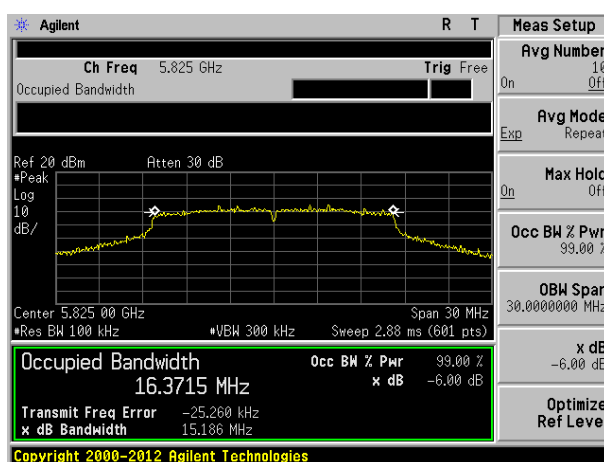 Agilent R T Meas Setup
Ch Freq 5.825 GHz Trig Free
Occupied Bandwidth
Ref 20 dBm Atten 30 dB
#Peak
Log
10
dB/
Center 5.825 00 GHz Span 30 MHz
#Res BW 100 kHz #VBW 300 kHz Sweep 2.88 ms (601 pts)
Occupied Bandwidth Occ BW % Pwr 99.00 %
16.3715 MHz x dB -6.00 dB
Transmit Freq Error -25.260 kHz
x dB Bandwidth 15.186 MHz
Copyright 2000-2012 Agilent Technologies
Avg Number
10
On Off
Avg Mode
Exp Repeat
Max Hold
On Off
Occ BW % Pwr
99.00 %
OBW Span
30.0000000 MHz
x dB
-6.00 dB
Optimize
Ref Level